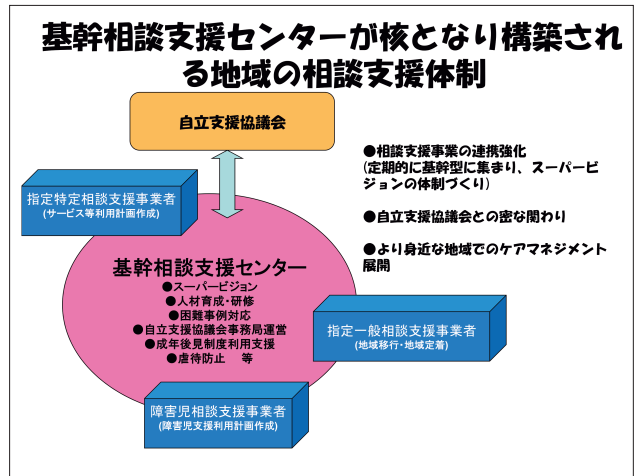 基幹相談支援センターが核となり構築され
る地域の相談支援体制
自立支援協議会
●相談支援事業の連携強化
(定期的に基幹型に集まり、スーパービ
ジョンの体制づくり)
●自立支援協議会との密な関わり
●より身近な地域でのケアマネジメント
展開
指定特定相談支援事業者
(サービス等利用計画作成)
基幹相談支援センター
●スーパービジョン
●人材育成・研修
●困難事例対応
●自立支援協議会事務局運営
●成年後見制度利用支援
●虐待防止 等
指定一般相談支援事業者
(地域移行・地域定着)
障害児相談支援事業者
(障害児支援利用計画作成)